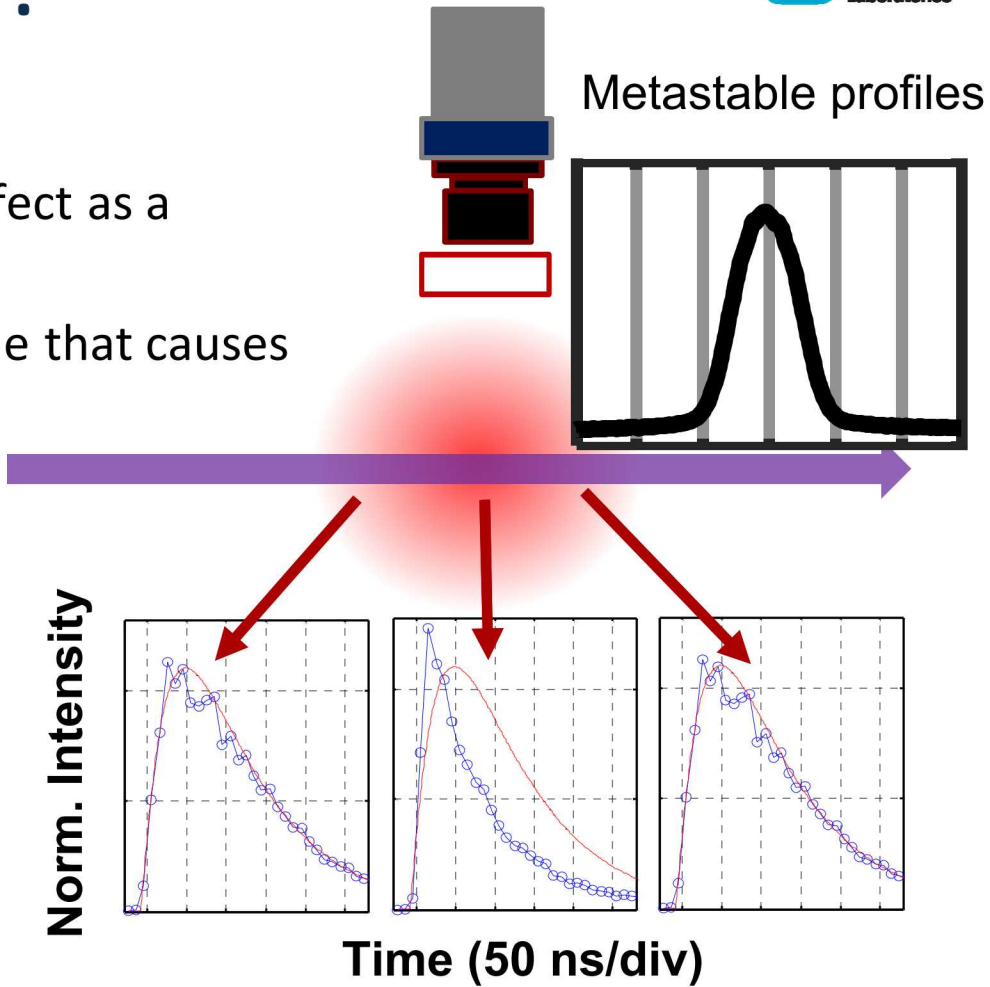 Metastable profiles
fect as a
e that causes
Norm. Intensity
Time (50 ns/div)